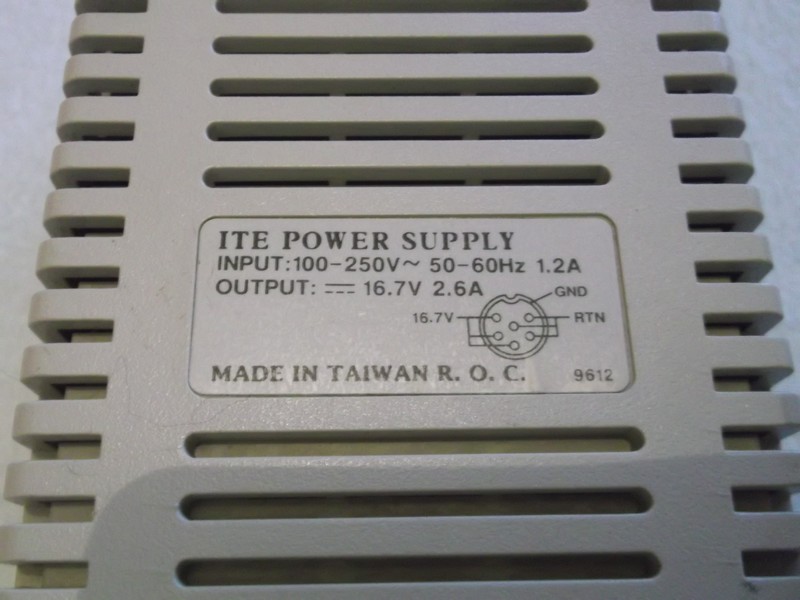 ITE POWER SUPPLY
INPUT:100-250V~ 50-60Hz 1.2A
OUTPUT: ⎓ 16.7V 2.6A
GND
16.7V RTN
MADE IN TAIWAN R. O. C. 9612